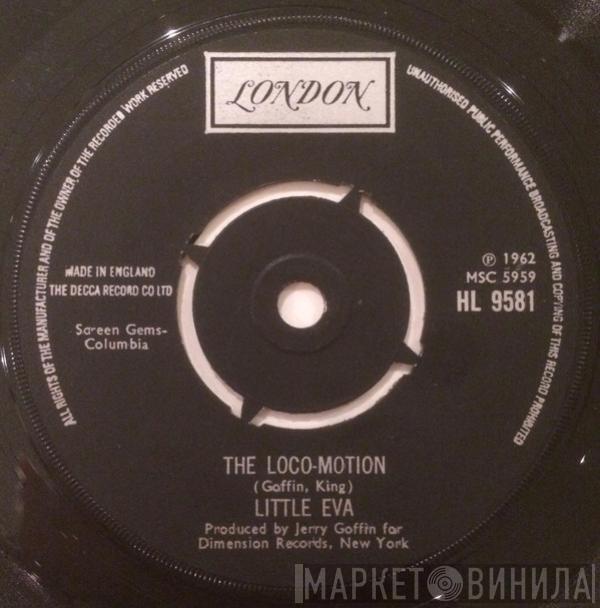 LONDON
ALL RIGHTS OF THE MANUFACTURER AND OF THE OWNER OF THE RECORDED WORK RESERVED
UNAUTHORISED PUBLIC PERFORMANCE BROADCASTING AND COPYING OF THIS RECORD PROHIBITED
MADE IN ENGLAND
THE DECCA RECORD CO LTD
Screen Gems-
Columbia
℗ 1962
MSC 5959
HL 9581
THE LOCO-MOTION
(Goffin, King)
LITTLE EVA
Produced by Jerry Goffin for
Dimension Records, New York
МАРКЕТ ВИНИЛА